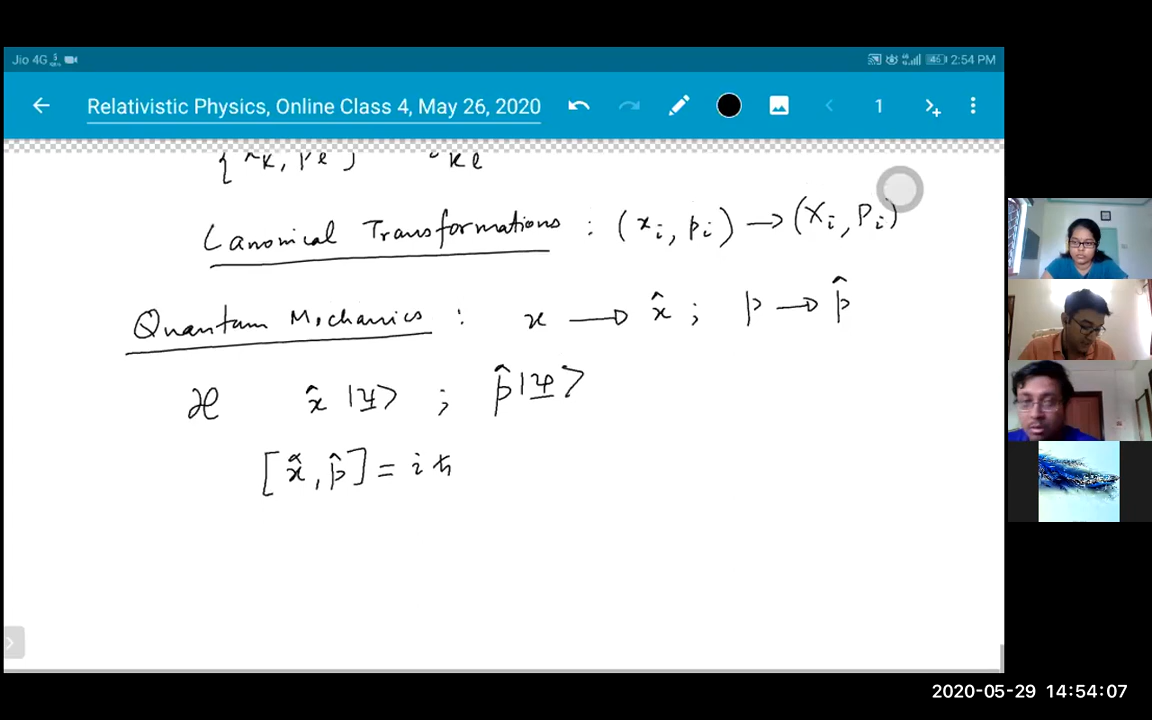 Jio 4G 2:54 PM
Relativistic Physics, Online Class 4, May 26, 2020 1
Canonical Transformations : (xᵢ, pᵢ) → (Xᵢ, Pᵢ)
Quantum Mechanics : x → x̂ ; p → p̂
ℋ x̂ |Ψ> ; p̂ |Ψ>
[x̂, p̂] = iħ
2020-05-29 14:54:07